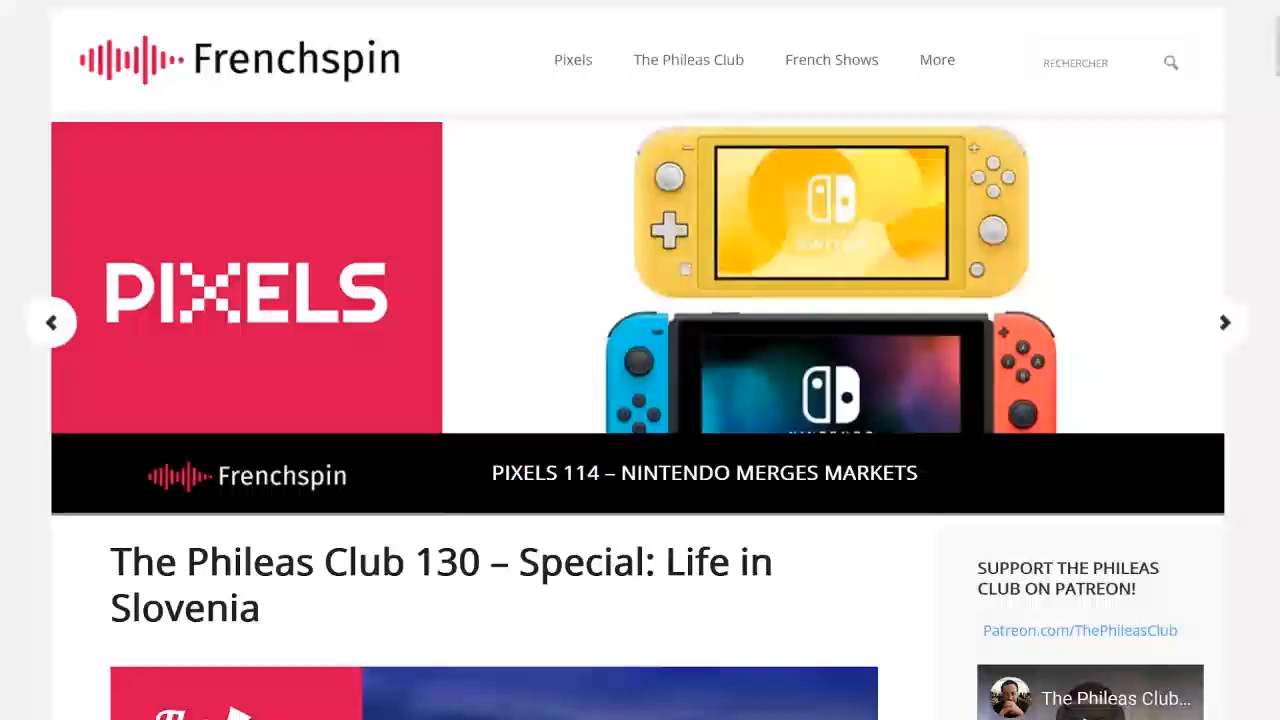 Frenchspin
Pixels
The Phileas Club
French Shows
More
RECHERCHER
PIXELS
Frenchspin
PIXELS 114 – NINTENDO MERGES MARKETS
The Phileas Club 130 – Special: Life in
Slovenia
SUPPORT THE PHILEAS
CLUB ON PATREON!
Patreon.com/ThePhileasClub
The Phileas Club...